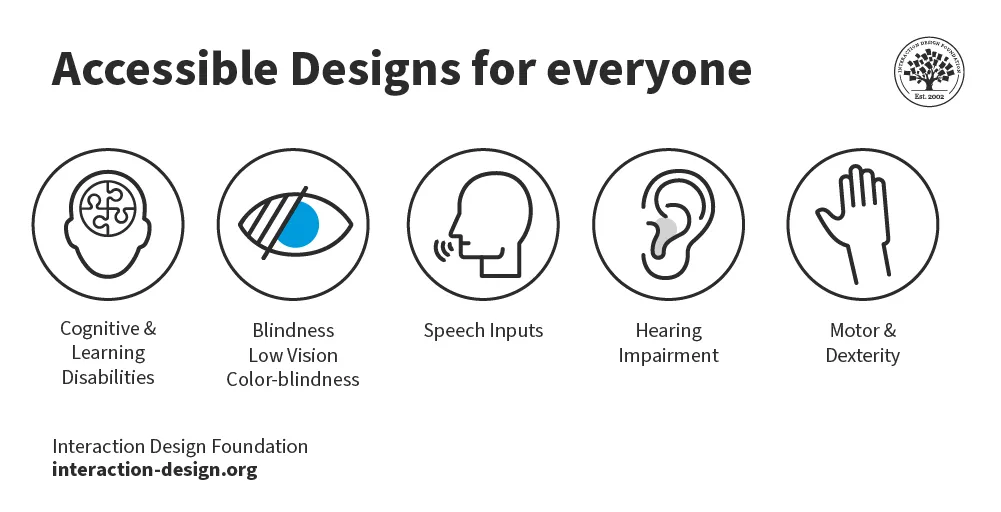 Accessible Designs for everyone
INTERACTION DESIGN FOUNDATION
Est. 2002
Cognitive &
Learning
Disabilities
Blindness
Low Vision
Color-blindness
Speech Inputs
Hearing
Impairment
Motor &
Dexterity
Interaction Design Foundation
interaction-design.org